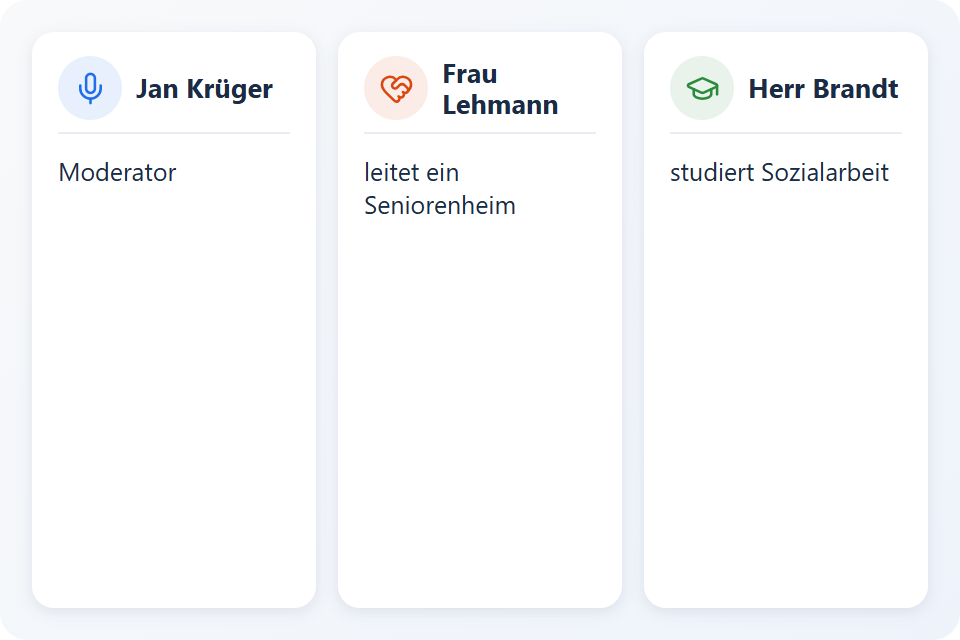 Jan Krüger
Moderator
Frau
Lehmann
leitet ein
Seniorenheim
Herr Brandt
studiert Sozialarbeit